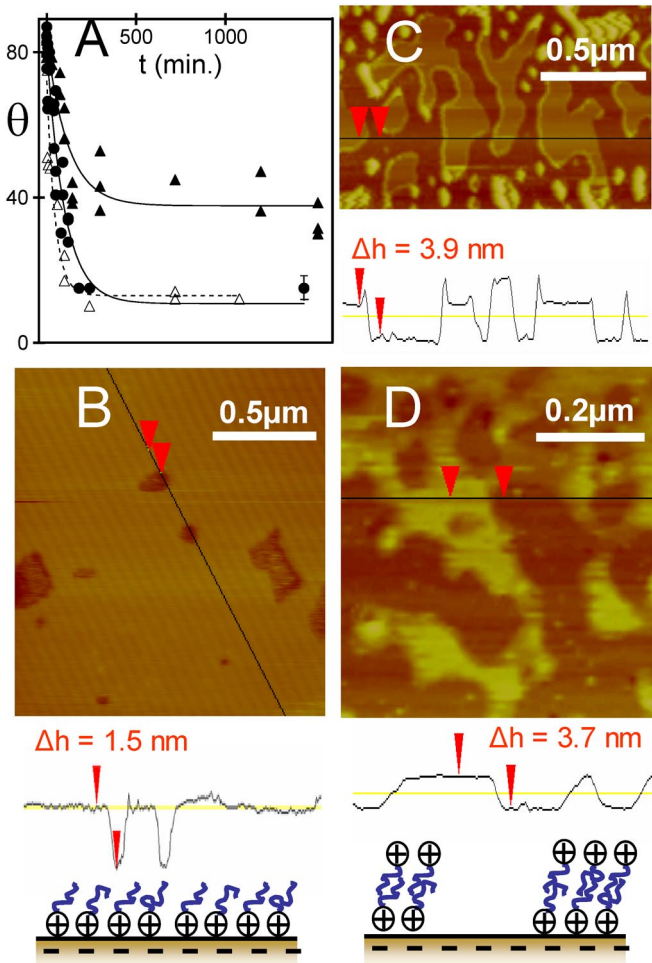 A
500
1000
t (min.)
80
θ
40
0
C
0.5µm
Δh = 3.9 nm
B
0.5µm
D
0.2µm
Δh = 1.5 nm
Δh = 3.7 nm